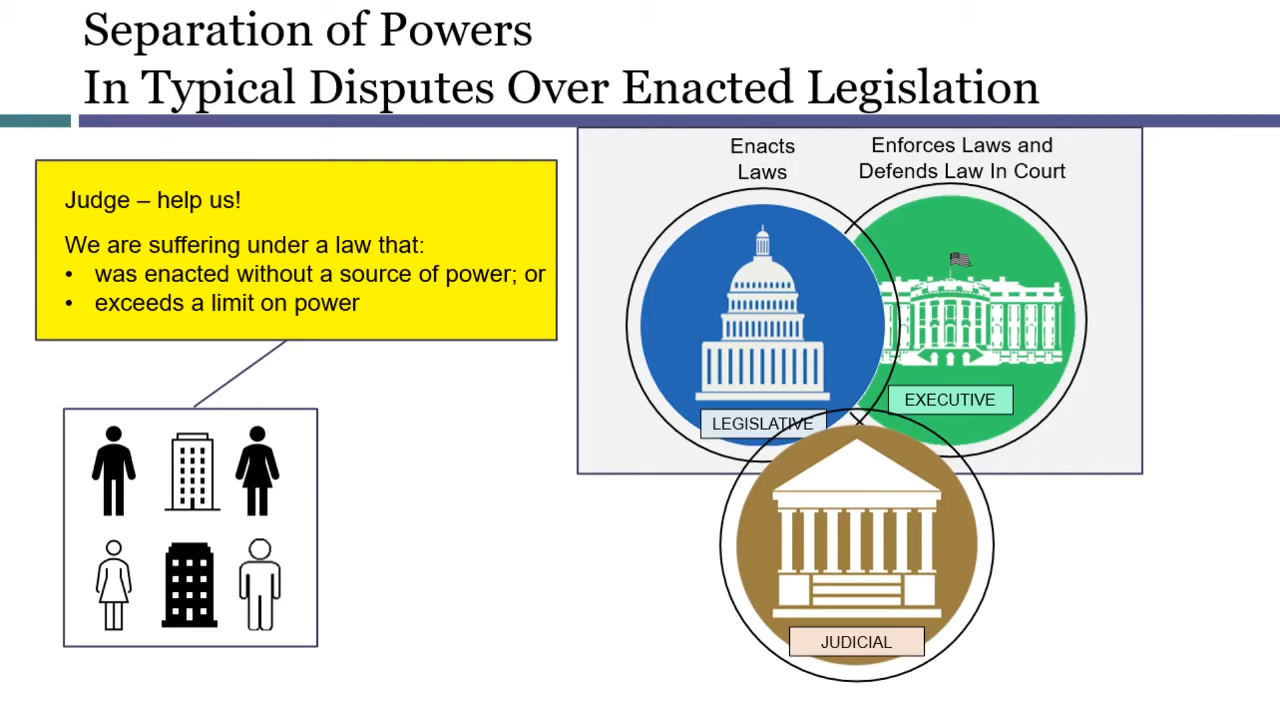 Separation of Powers
In Typical Disputes Over Enacted Legislation
Judge – help us!
We are suffering under a law that:
• was enacted without a source of power; or
• exceeds a limit on power
Enacts
Laws
Enforces Laws and
Defends Law In Court
EXECUTIVE
LEGISLATIVE
JUDICIAL